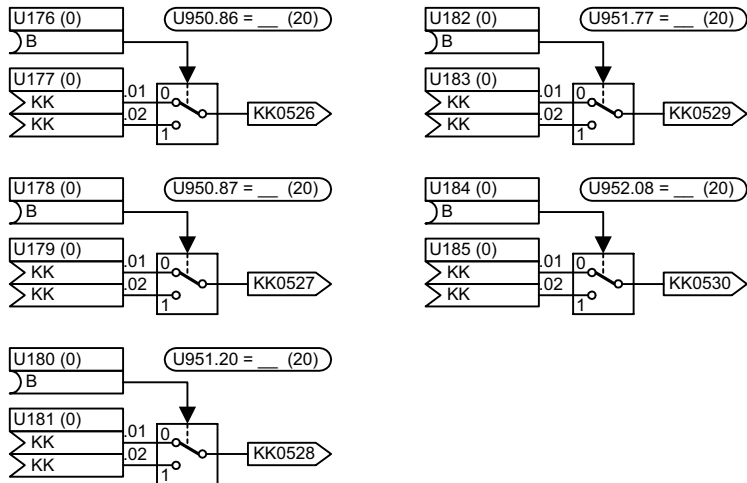 U176 (0)
U950.86 = __ (20)
B
U177 (0)
KK
.01
0
KK
.02
1
KK0526
U182 (0)
U951.77 = __ (20)
B
U183 (0)
KK
.01
0
KK
.02
1
KK0529
U178 (0)
U950.87 = __ (20)
B
U179 (0)
KK
.01
0
KK
.02
1
KK0527
U184 (0)
U952.08 = __ (20)
B
U185 (0)
KK
.01
0
KK
.02
1
KK0530
U180 (0)
U951.20 = __ (20)
B
U181 (0)
KK
.01
0
KK
.02
1
KK0528